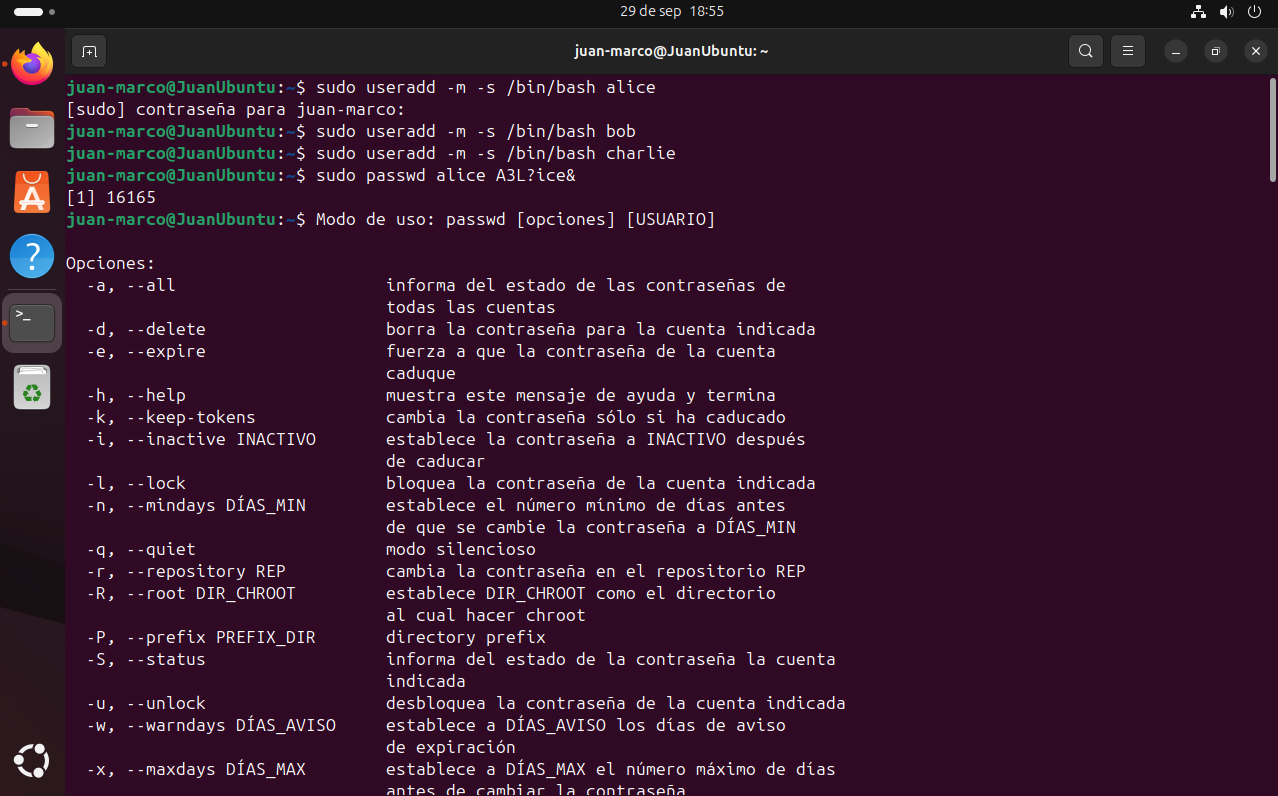 29 de sep 18:55
juan-marco@JuanUbuntu: ~
juan-marco@JuanUbuntu:~$ sudo useradd -m -s /bin/bash alice
[sudo] contraseña para juan-marco:
juan-marco@JuanUbuntu:~$ sudo useradd -m -s /bin/bash bob
juan-marco@JuanUbuntu:~$ sudo useradd -m -s /bin/bash charlie
juan-marco@JuanUbuntu:~$ sudo passwd alice A3L?ice&
[1] 16165
juan-marco@JuanUbuntu:~$ Modo de uso: passwd [opciones] [USUARIO]
Opciones:
-a, --all informa del estado de las contraseñas de
todas las cuentas
-d, --delete borra la contraseña para la cuenta indicada
-e, --expire fuerza a que la contraseña de la cuenta
caduque
-h, --help muestra este mensaje de ayuda y termina
-k, --keep-tokens cambia la contraseña sólo si ha caducado
-i, --inactive INACTIVO establece la contraseña a INACTIVO después
de caducar
-l, --lock bloquea la contraseña de la cuenta indicada
-n, --mindays DÍAS_MIN establece el número mínimo de días antes
de que se cambie la contraseña a DÍAS_MIN
-q, --quiet modo silencioso
-r, --repository REP cambia la contraseña en el repositorio REP
-R, --root DIR_CHROOT establece DIR_CHROOT como el directorio
al cual hacer chroot
-P, --prefix PREFIX_DIR directory prefix
-S, --status informa del estado de la contraseña la cuenta
indicada
-u, --unlock desbloquea la contraseña de la cuenta indicada
-w, --warndays DÍAS_AVISO establece a DÍAS_AVISO los días de aviso
de expiración
-x, --maxdays DÍAS_MAX establece a DÍAS_MAX el número máximo de días
antes de cambiar la contraseña